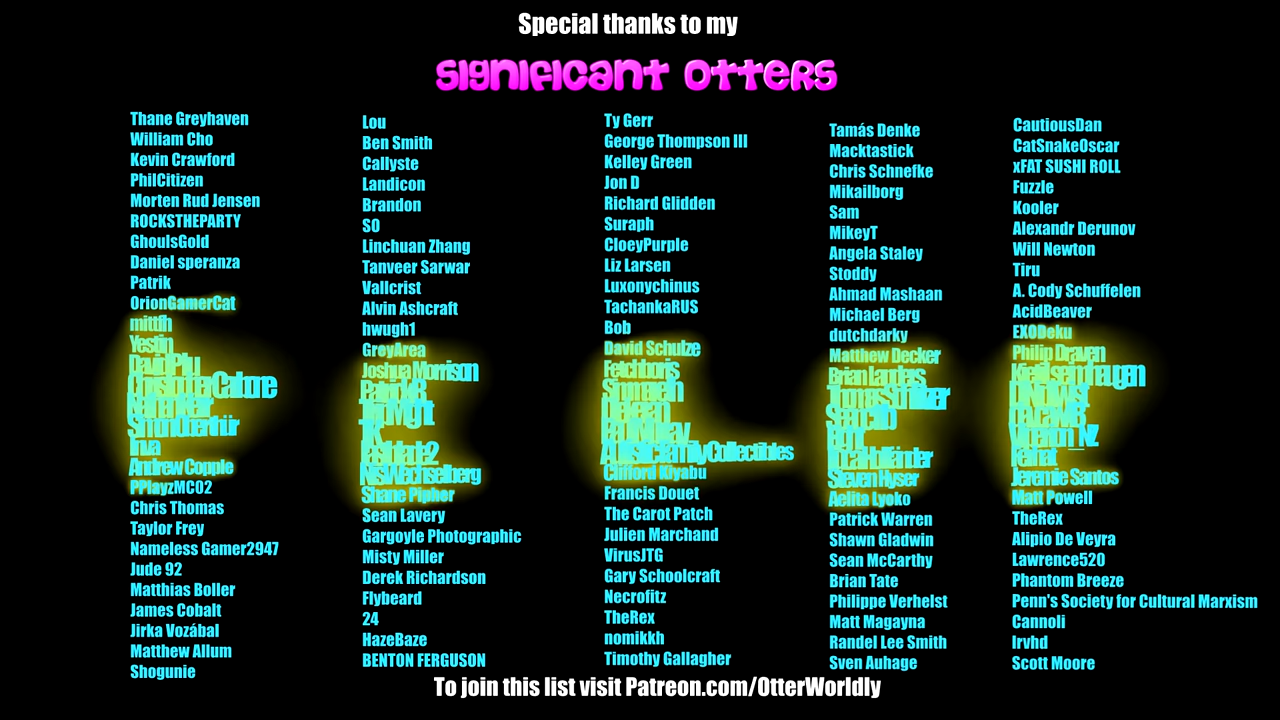 Special thanks to my
SIGNIFICANT OTTERS
Thane Greyhaven
William Cho
Kevin Crawford
PhilCitizen
Morten Rud Jensen
ROCKSTHEPARTY
GhoulsGold
Daniel speranza
Patrik
OrionGamerCat
mittih
Yestin
Andrew Copple
PPlayzMC02
Chris Thomas
Taylor Frey
Nameless Gamer2947
Jude 92
Matthias Boller
James Cobalt
Jirka Vozábal
Matthew Allum
Shogunie
Lou
Ben Smith
Callyste
Landicon
Brandon
SO
Linchuan Zhang
Tanveer Sarwar
Vallcrist
Alvin Ashcraft
hwugh1
GreyArea
Joshua Morrison
Nils Wechselberg
Shane Pipher
Sean Lavery
Gargoyle Photographic
Misty Miller
Derek Richardson
Flybeard
24
HazeBaze
BENTON FERGUSON
Ty Gerr
George Thompson III
Kelley Green
Jon D
Richard Glidden
Suraph
CloeyPurple
Liz Larsen
Luxonychinus
TachankaRUS
Bob
David Schulze
Fetchboris
Collectibles
Clifford Kiyabu
Francis Douet
The Carot Patch
Julien Marchand
VirusJTG
Gary Schoolcraft
Necrofitz
TheRex
nomikkh
Timothy Gallagher
Tamás Denke
Macktastick
Chris Schnefke
Mikailborg
Sam
MikeyT
Angela Staley
Stoddy
Ahmad Mashaan
Michael Berg
dutchdarky
Matthew Decker
Brian Landers
Steven Hyser
Aelita Lyoko
Patrick Warren
Shawn Gladwin
Sean McCarthy
Brian Tate
Philippe Verhelst
Matt Magayna
Randel Lee Smith
Sven Auhage
CautiousDan
CatSnakeOscar
xFAT SUSHI ROLL
Fuzzle
Kooler
Alexandr Derunov
Will Newton
Tiru
A. Cody Schuffelen
AcidBeaver
EXODeku
Philip Draven
Jeremie Santos
Matt Powell
TheRex
Alipio De Veyra
Lawrence520
Phantom Breeze
Penn's Society for Cultural Marxism
Cannoli
Irvhd
Scott Moore
To join this list visit Patreon.com/OtterWorldly